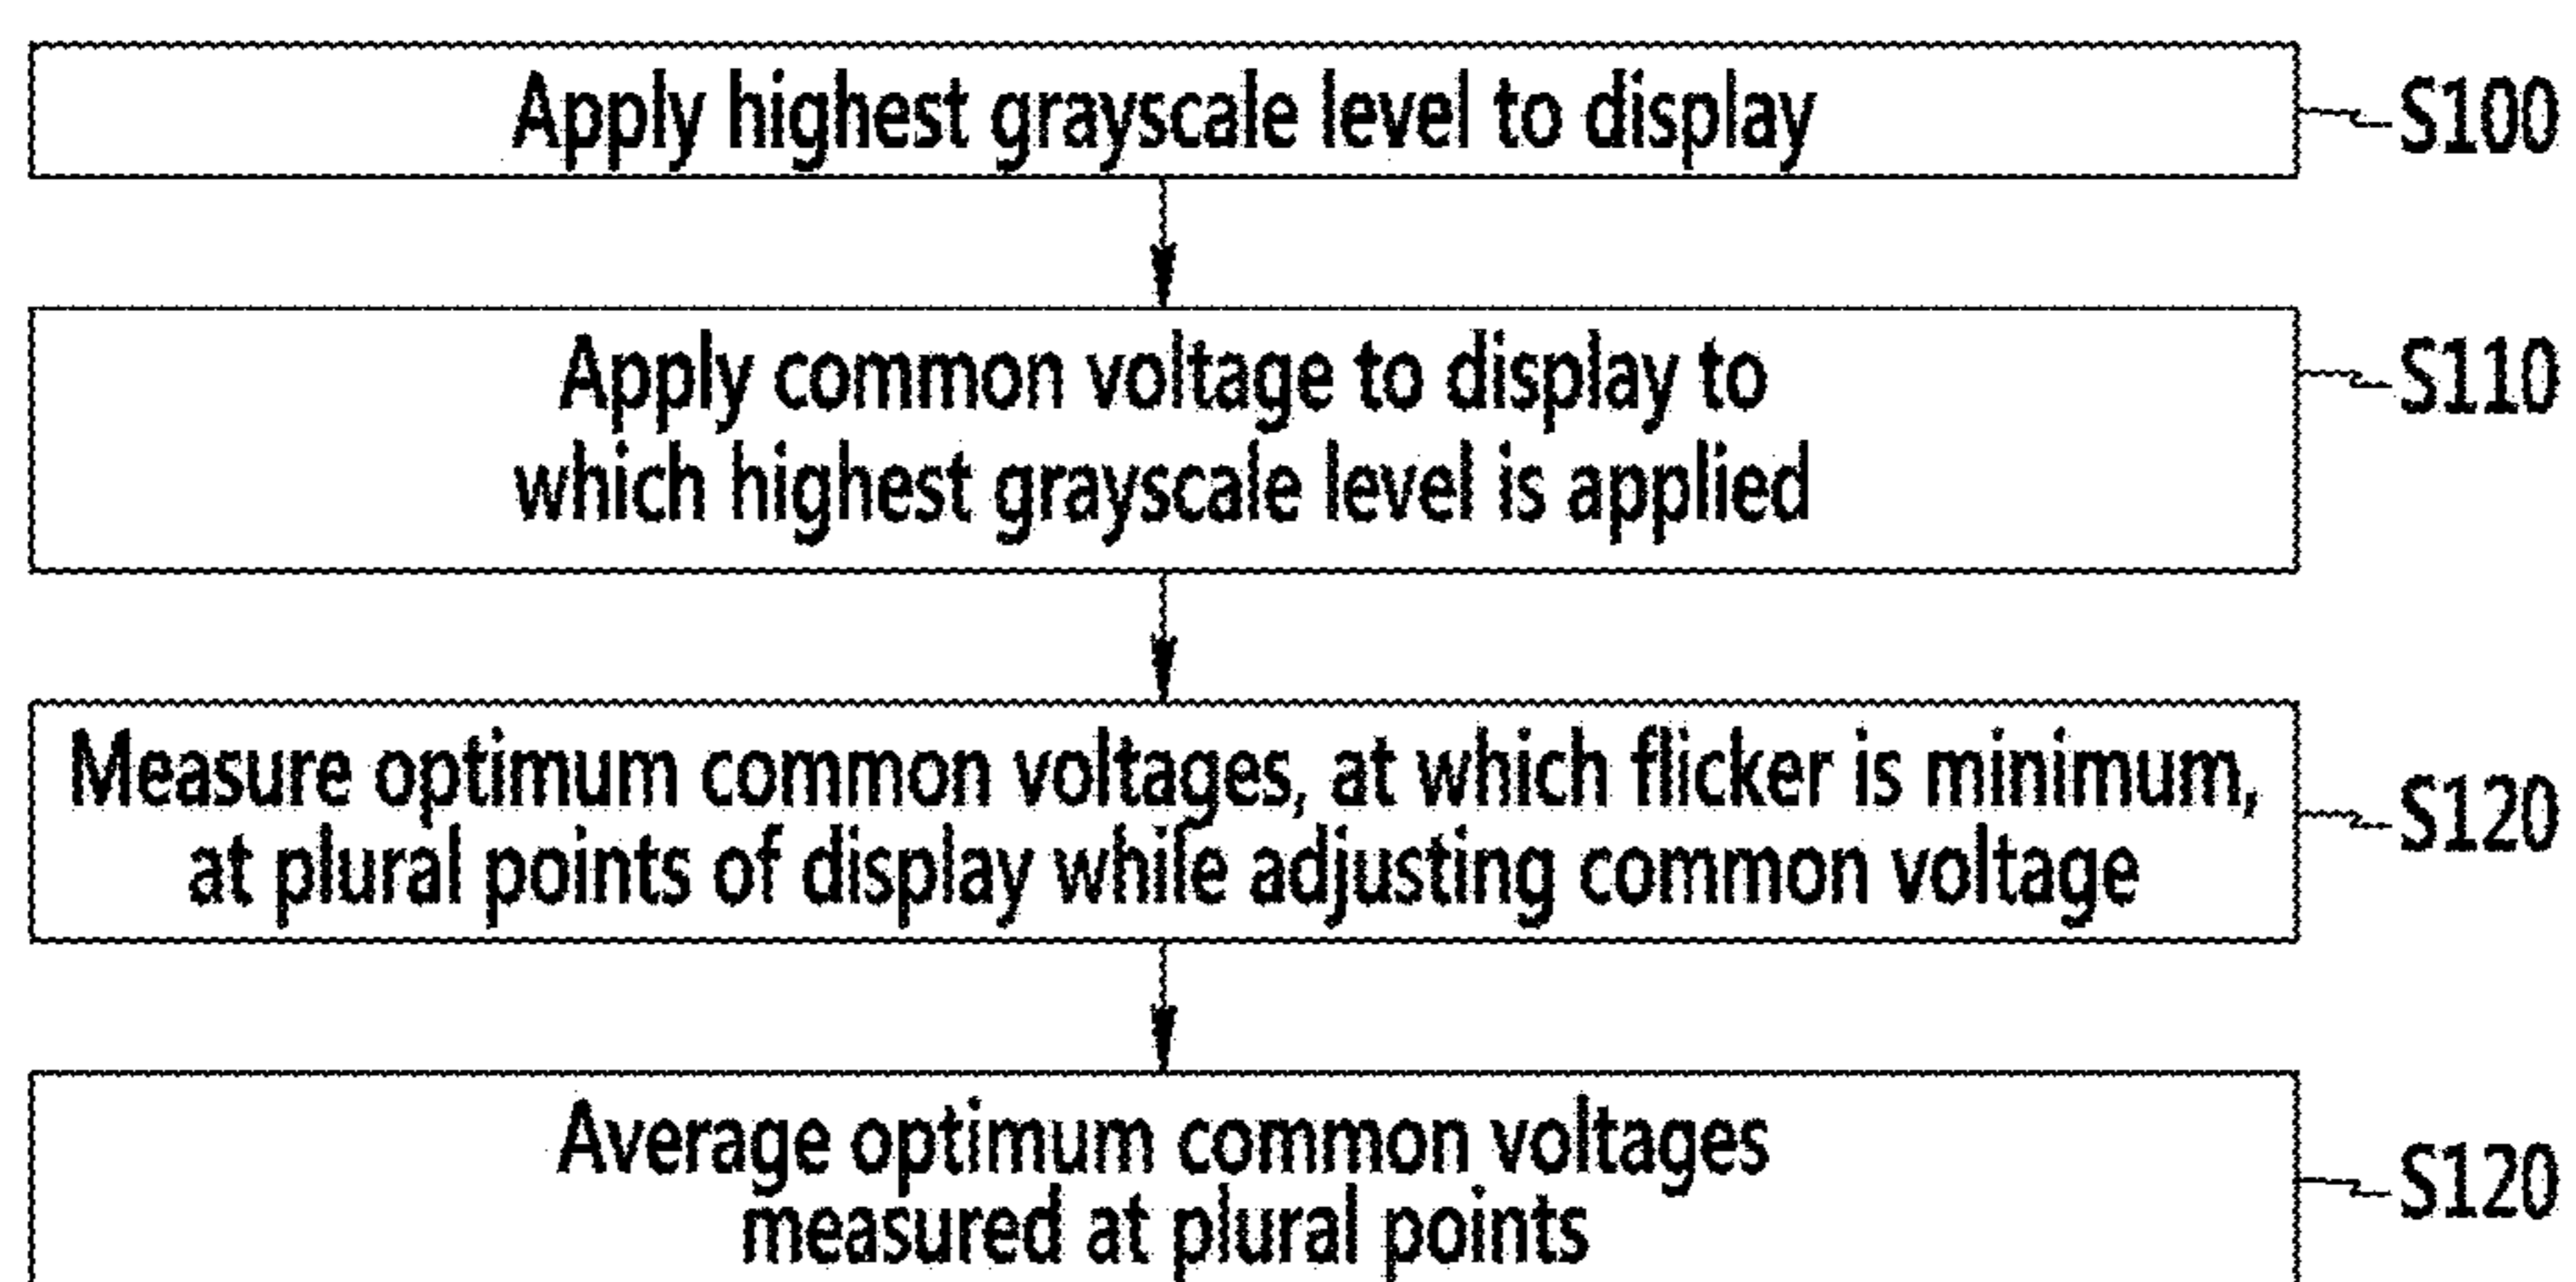 Apply highest grayscale level to display
S100
Apply common voltage to display to
which highest grayscale level is applied
S110
Measure optimum common voltages, at which flicker is minimum,
at plural points of display while adjusting common voltage
S120
Average optimum common voltages
measured at plural points
S120